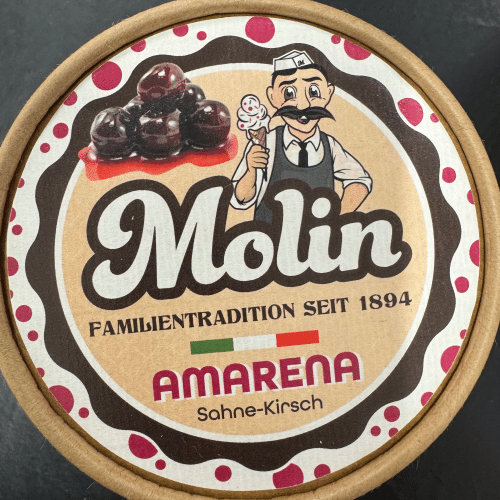 Molin
FAMILIENTRADITION SEIT 1894
AMARENA
Sahne-Kirsch